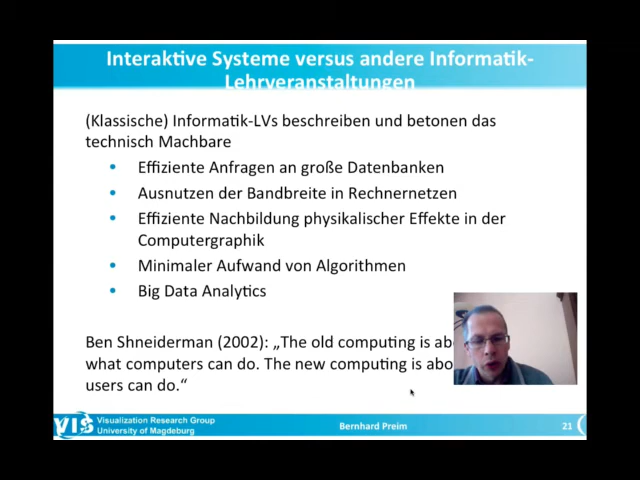 Interaktive Systeme versus andere Informatik-
Lehrveranstaltungen
(Klassische) Informatik-LVs beschreiben und betonen das
technisch Machbare
• Effiziente Anfragen an große Datenbanken
• Ausnutzen der Bandbreite in Rechnernetzen
• Effiziente Nachbildung physikalischer Effekte in der
Computergraphik
• Minimaler Aufwand von Algorithmen
• Big Data Analytics
Ben Shneiderman (2002): „The old computing is
what computers can do. The new computing is
users can do.“
VIS
Visualization Research Group
University of Magdeburg
Bernhard Preim
21